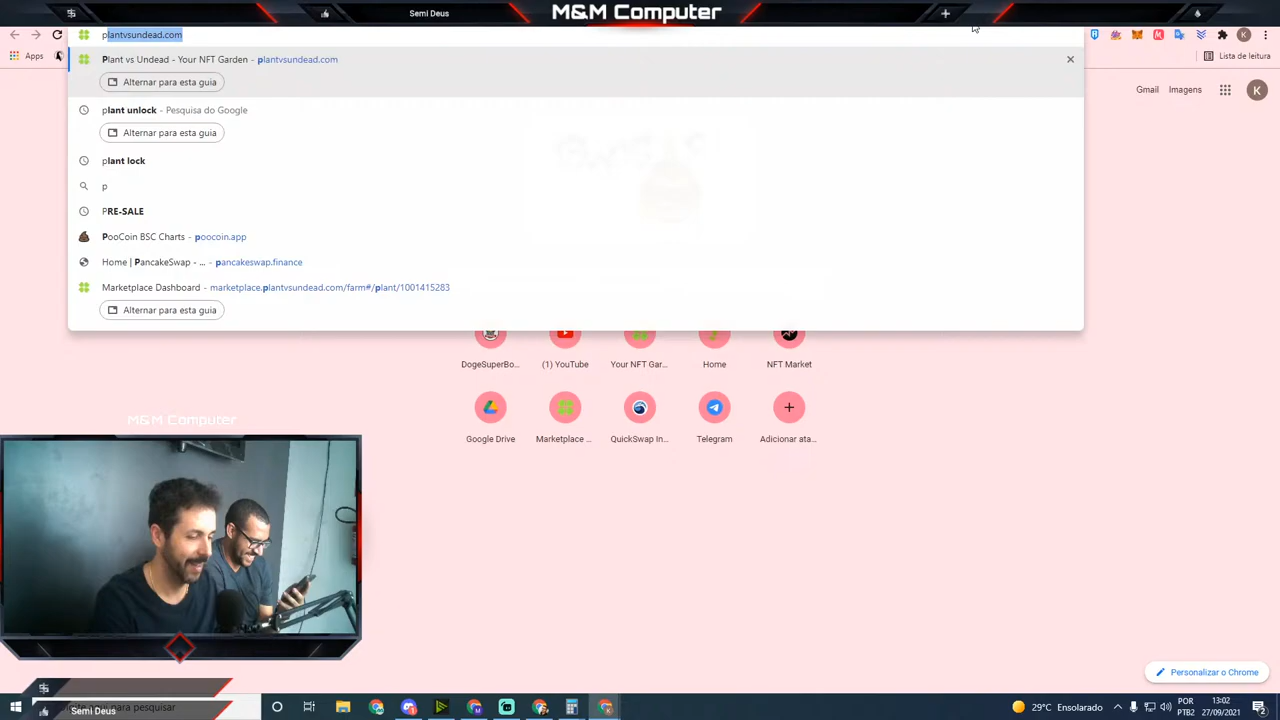 Semi Deus
M&M Computer
plantvsundead.com
Plant vs Undead - Your NFT Garden - plantvsundead.com
Alternar para esta guia
Apps
Lista de leitura
plant unlock - Pesquisa do Google
Alternar para esta guia
plant lock
p
PRE-SALE
PooCoin BSC Charts - poocoin.app
Home | PancakeSwap - ... - pancakeswap.finance
Marketplace Dashboard - marketplace.plantvsundead.com/farm#/plant/1001415283
Alternar para esta guia
Gmail
Imagens
K
K
DogeSuperBo...
(1) YouTube
Your NFT Gar...
Home
NFT Market
Google Drive
Marketplace ...
QuickSwap In...
Telegram
Adicionar ata...
M&M Computer
Personalizar o Chrome
aqui para pesquisar
Semi Deus
29°C Ensolarado
POR
PTB2
13:02
27/09/2021
2